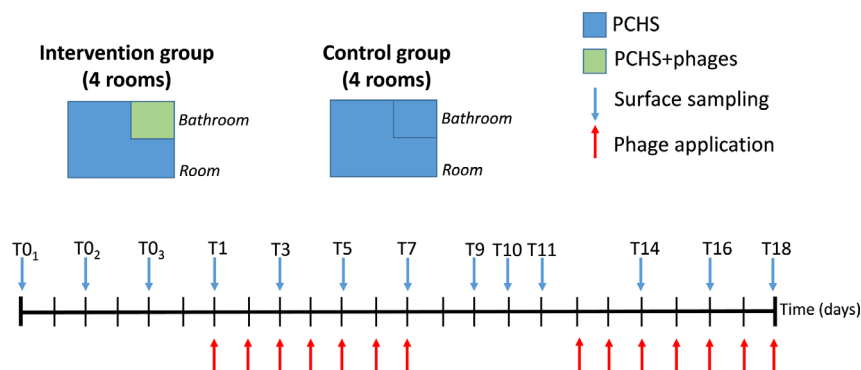 Intervention group
(4 rooms)
Bathroom
Room
Control group
(4 rooms)
Bathroom
Room
PCHS
PCHS+phages
Surface sampling
Phage application
T0₁ T0₂ T0₃ T1 T3 T5 T7 T9 T10 T11 T14 T16 T18
Time (days)